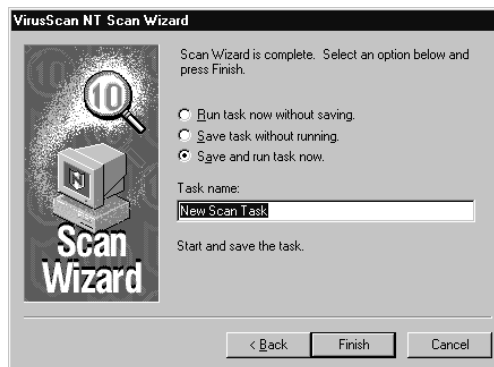 VirusScan NT Scan Wizard
Scan Wizard is complete. Select an option below and
press Finish.
Run task now without saving.
Save task without running.
Save and run task now.
Task name:
New Scan Task
Start and save the task.
10
10
Scan
Wizard
< Back
Finish
Cancel